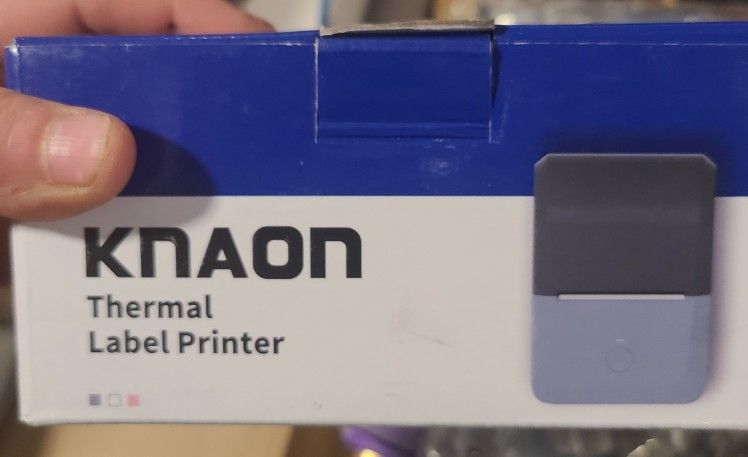 KNAON
Thermal
Label Printer